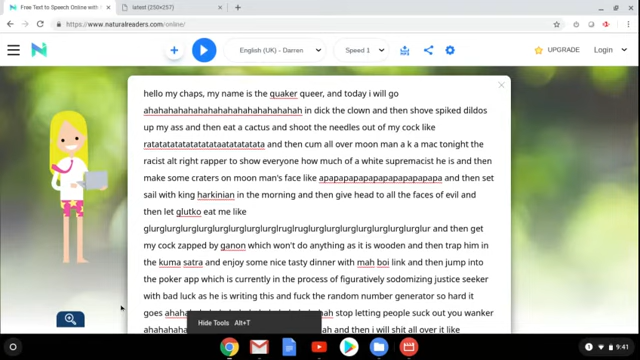 Free Text to Speech Online with
latest (250×257)
https://www.naturalreaders.com/online/
English (UK) - Darren
Speed 1
UPGRADE
Login
hello my chaps, my name is the quaker queer, and today i will go
ahahahahahahahahahahahahahahahah in dick the clown and then shove spiked dildos
up my ass and then eat a cactus and shoot the needles out of my cock like
ratatatatatatatataataatatatatata and then cum all over moon man a k a mac tonight the
racist alt right rapper to show everyone how much of a white supremacist he is and then
make some craters on moon man's face like apapapapapapapapapapapapa and then set
sail with king harkinian in the morning and then give head to all the faces of evil and
then let glutko eat me like
glurglurglurglurglurglurglurglurglruglruglurglurglurglurglurglurglur and then get
my cock zapped by ganon which won't do anything as it is wooden and then trap him in
the kuma satra and enjoy some nice tasty dinner with mah boi link and then jump into
the poker app which is currently in the process of figuratively sodomizing justice seeker
with bad luck as he is writing this and fuck the random number generator so hard it
goes stop letting people suck out you wanker
and then i will shit all over it like
Hide Tools Alt+T
9:41